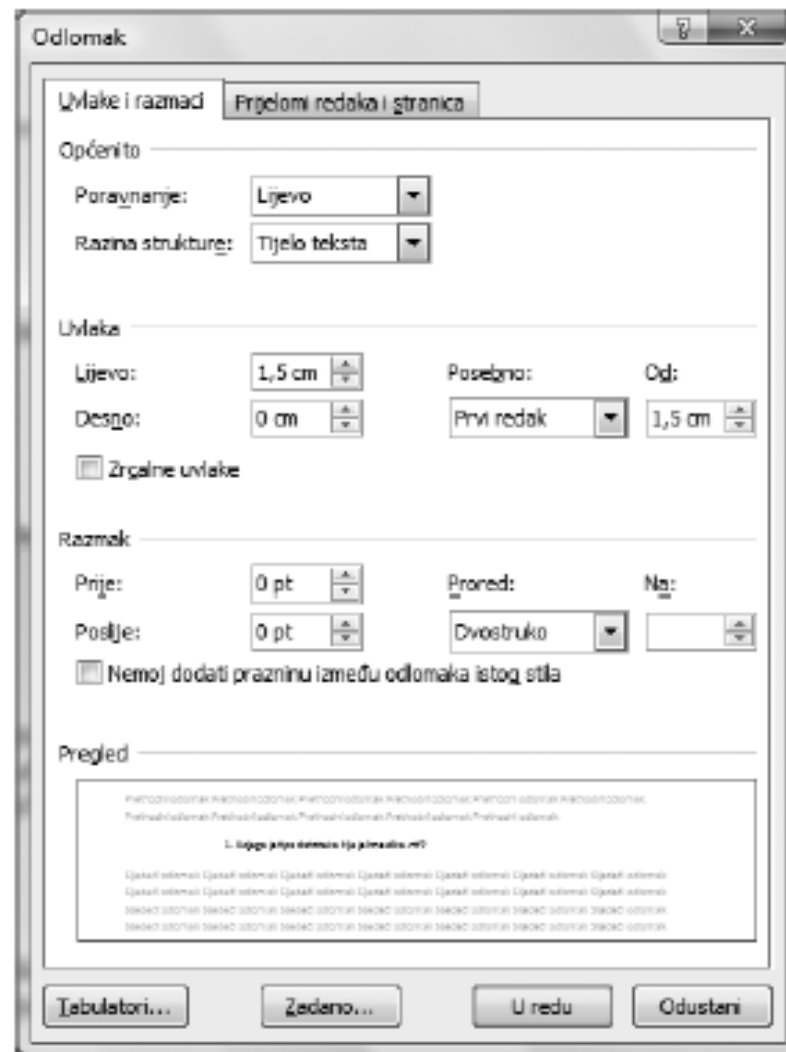 Odlomak
Uvlake i razmaci Prijelomi redaka i stranica
Općenito
Poravnanje: Lijevo
Razina strukture: Tijelo teksta
Uvlaka
Lijevo: 1,5 cm Posebno: Od:
Desno: 0 cm Prvi redak 1,5 cm
Zrcalne uvlake
Razmak
Prije: 0 pt Prored: Na:
Poslije: 0 pt Dvostruko
Nemoj dodati prazninu između odlomaka istog stila
Pregled
Tabulatori... Zadano... U redu Odustani